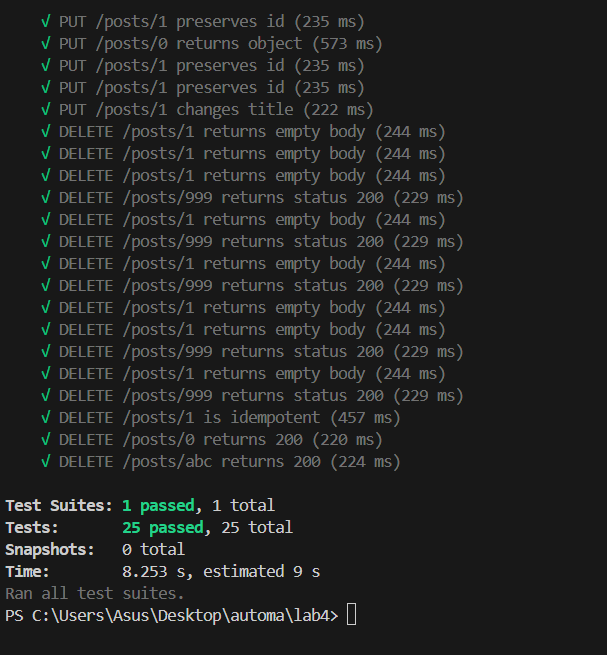 √ PUT /posts/1 preserves id (235 ms)
√ PUT /posts/0 returns object (573 ms)
√ PUT /posts/1 preserves id (235 ms)
√ PUT /posts/1 preserves id (235 ms)
√ PUT /posts/1 changes title (222 ms)
√ DELETE /posts/1 returns empty body (244 ms)
√ DELETE /posts/1 returns empty body (244 ms)
√ DELETE /posts/1 returns empty body (244 ms)
√ DELETE /posts/999 returns status 200 (229 ms)
√ DELETE /posts/1 returns empty body (244 ms)
√ DELETE /posts/999 returns status 200 (229 ms)
√ DELETE /posts/1 returns empty body (244 ms)
√ DELETE /posts/999 returns status 200 (229 ms)
√ DELETE /posts/1 returns empty body (244 ms)
√ DELETE /posts/1 returns empty body (244 ms)
√ DELETE /posts/999 returns status 200 (229 ms)
√ DELETE /posts/1 returns empty body (244 ms)
√ DELETE /posts/999 returns status 200 (229 ms)
√ DELETE /posts/1 is idempotent (457 ms)
√ DELETE /posts/0 returns 200 (220 ms)
√ DELETE /posts/abc returns 200 (224 ms)
Test Suites: 1 passed, 1 total
Tests: 25 passed, 25 total
Snapshots: 0 total
Time: 8.253 s, estimated 9 s
Ran all test suites.
PS C:\Users\Asus\Desktop\automa\lab4>